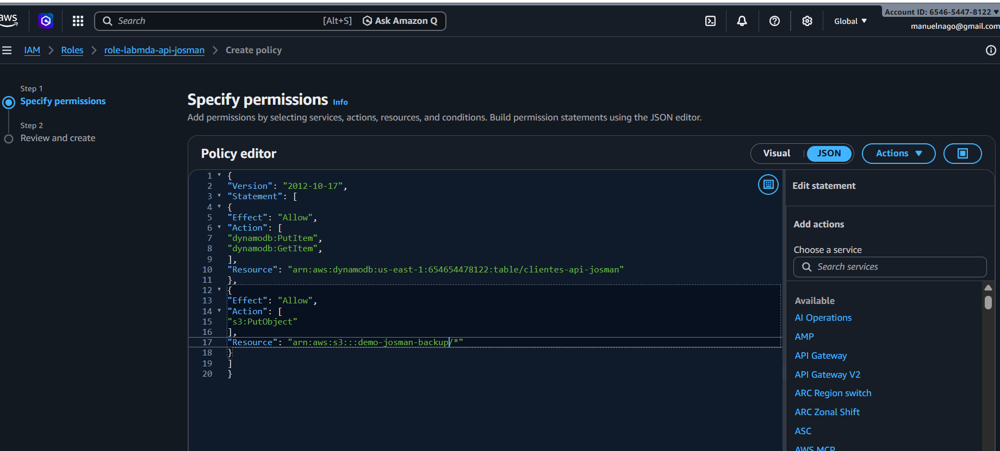 aws
Search [Alt+S] Ask Amazon Q
Global ▼
Account ID: 6546-5447-8122 ▼
manuelnago@gmail.com
IAM > Roles > role-labmda-api-josman > Create policy
Step 1
Specify permissions
Step 2
Review and create
Specify permissions Info
Add permissions by selecting services, actions, resources, and conditions. Build permission statements using the JSON editor.
Policy editor
Visual | JSON
Actions ▼
1 {
2 "Version": "2012-10-17",
3 "Statement": [
4 {
5 "Effect": "Allow",
6 "Action": [
7 "dynamodb:PutItem",
8 "dynamodb:GetItem",
9 ],
10 "Resource": "arn:aws:dynamodb:us-east-1:654654478122:table/clientes-api-josman"
11 },
12 {
13 "Effect": "Allow",
14 "Action": [
15 "s3:PutObject"
16 ],
17 "Resource": "arn:aws:s3:::demo-josman-backup/*"
18 }
19 ]
20 }
Edit statement
Add actions
Choose a service
Search services
Available
AI Operations
AMP
API Gateway
API Gateway V2
ARC Region switch
ARC Zonal Shift
ASC
AWS MCP